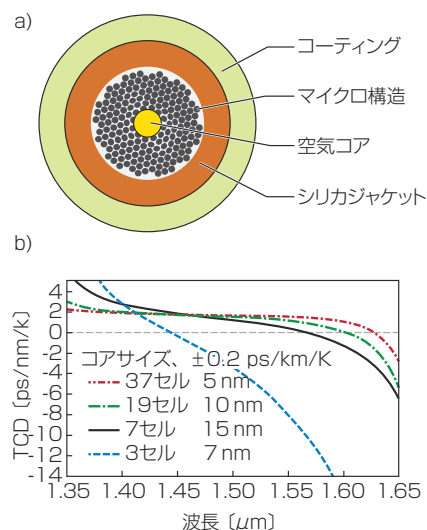 a)
コーティング
マイクロ構造
空気コア
シリカジャケット
b)
TCD [ps/nm/k]
4
2
0
-2
-4
-6
-8
-10
-12
-14
コアサイズ、±0.2 ps/km/K
37セル 5 nm
19セル 10 nm
7セル 15 nm
3セル 7 nm
1.35 1.40 1.45 1.50 1.55 1.60 1.65
波長〔μm〕